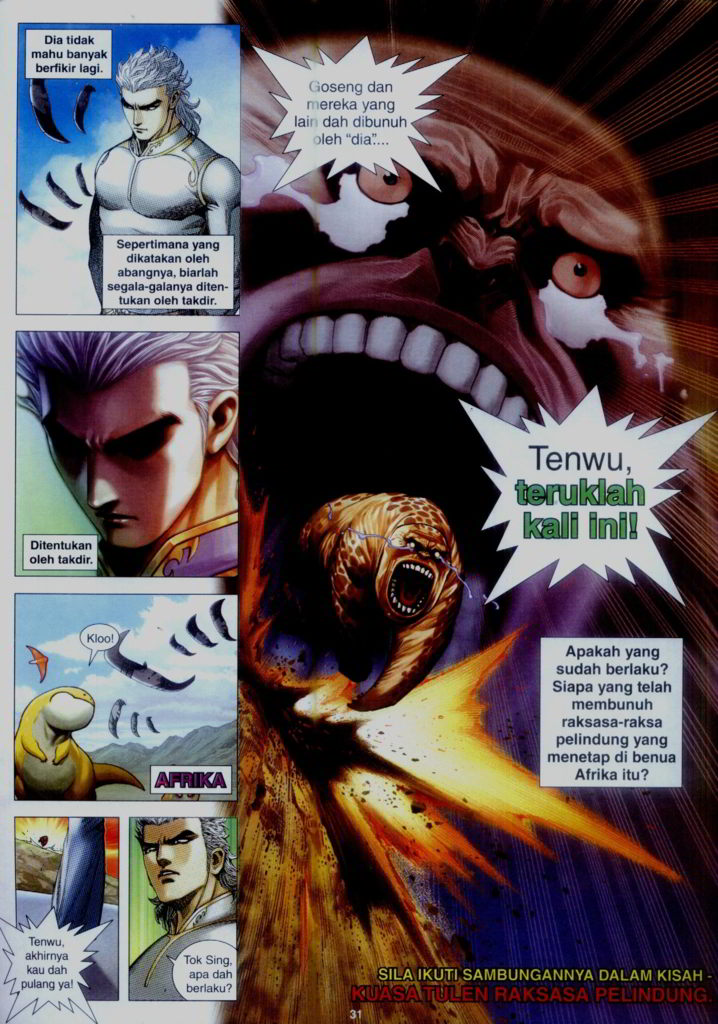 Dia tidak
mahu banyak
berfikir lagi.
Sepertimana yang
dikatakan oleh
abangnya, biarlah
segala-galanya diten-
tukan oleh takdir.
Ditentukan
oleh takdir.
Kloo!
AFRIKA
Tenwu,
akhirnya
kau dah
pulang ya!
Tok Sing,
apa dah
berlaku?
Goseng dan
mereka yang
lain dah dibunuh
oleh “dia”...
Tenwu,
teruklah
kali ini!
Apakah yang
sudah berlaku?
Siapa yang telah
membunuh
raksasa-raksa
pelindung yang
menetap di benua
Afrika itu?
SILA IKUTI SAMBUNGANNYA DALAM KISAH -
KUASA TULEN RAKSASA PELINDUNG.
31